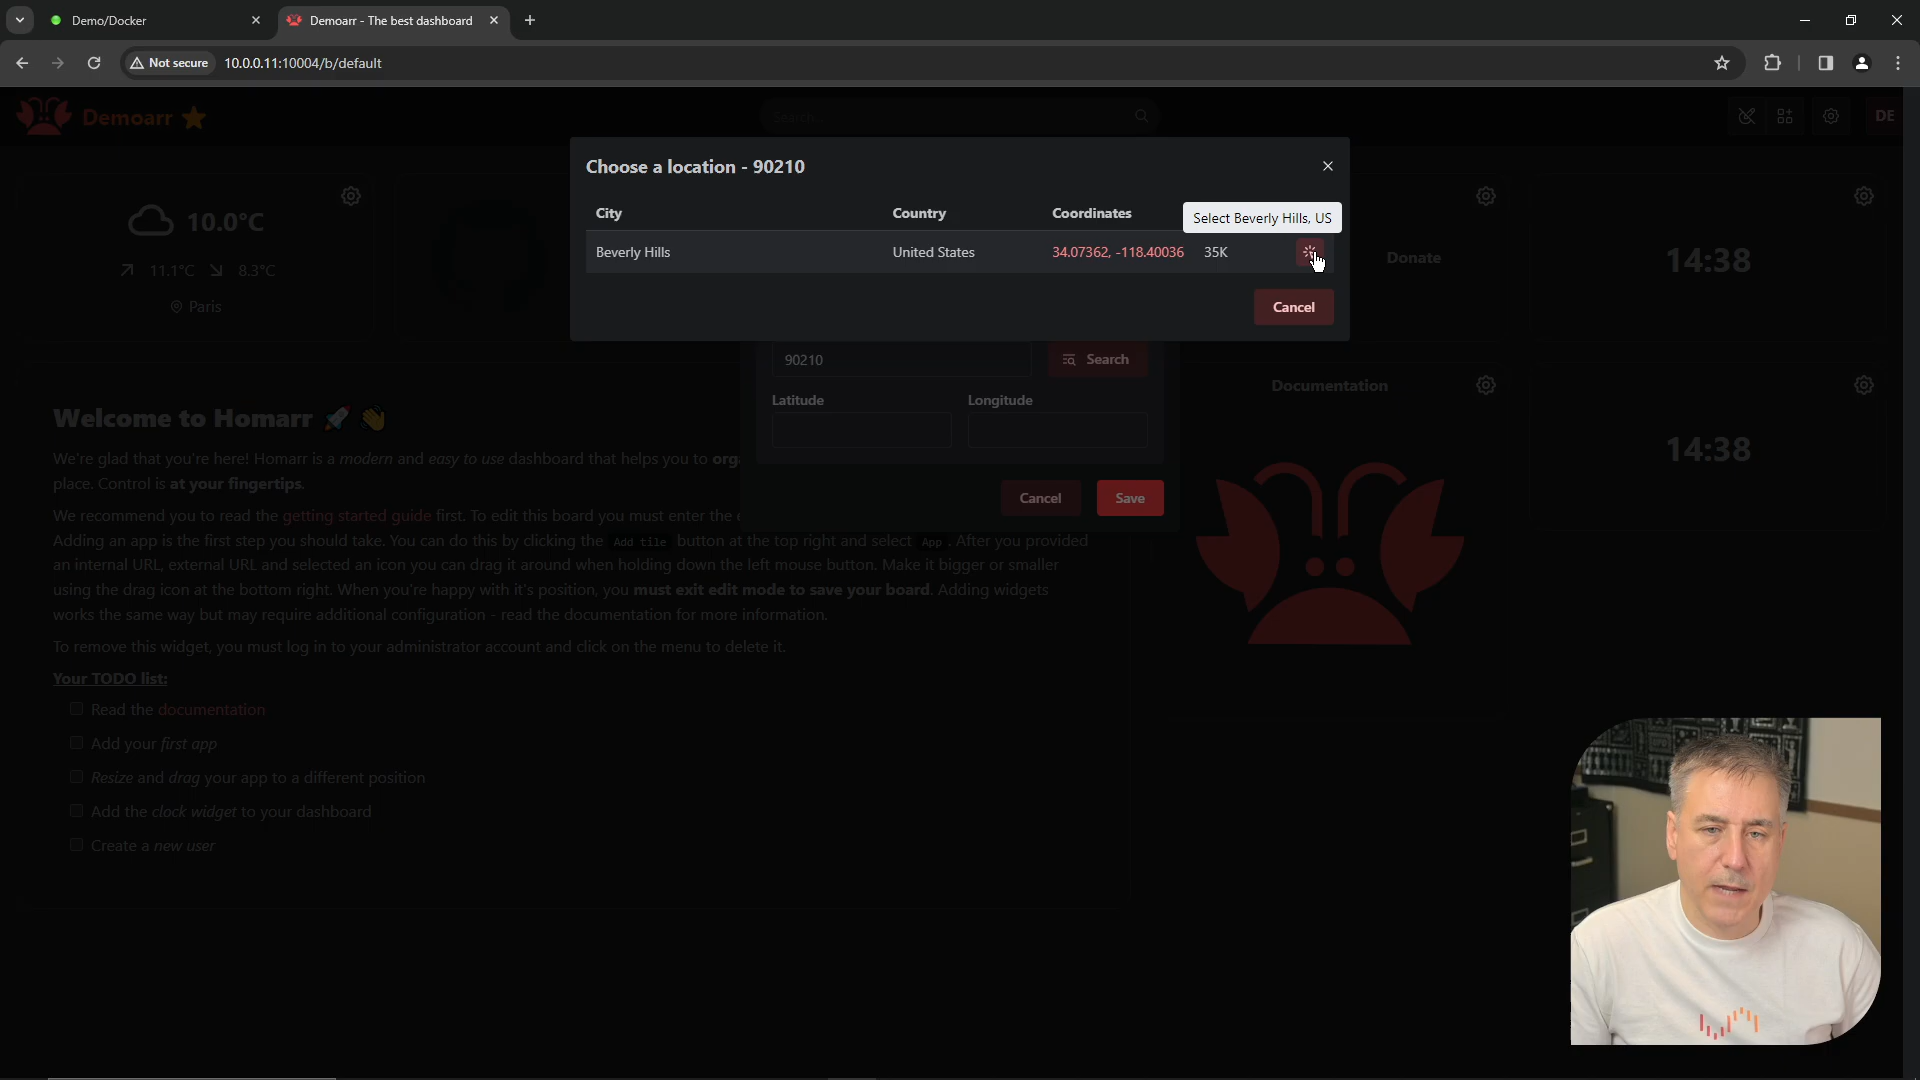 Demo/Docker
Demoarr - The best dashboard
Not secure
10.0.0.11:10004/b/default
Demoarr ⭐
Search...
DE
Choose a location - 90210
City Country Coordinates
Select Beverly Hills, US
Beverly Hills United States 34.07362, -118.40036 35K
Cancel
10.0°C
11.1°C 8.3°C
Paris
Donate
14:38
90210
Search
Latitude Longitude
Cancel Save
Documentation
14:38
Welcome to Homarr 🚀 👋
We're glad that you're here! Homarr is a modern and easy to use dashboard that helps you to
place. Control is at your fingertips.
We recommend you to read the getting started guide first. To edit this board you must enter the
Adding an app is the first step you should take. You can do this by clicking the Add tile button at the top right and select App . After you provided
an internal URL, external URL and selected an icon you can drag it around when holding down the left mouse button. Make it bigger or smaller
using the drag icon at the bottom right. When you're happy with it's position, you must exit edit mode to save your board. Adding widgets
works the same way but may require additional configuration - read the documentation for more information.
To remove this widget, you must log in to your administrator account and click on the menu to delete it.
Your TODO list:
Read the documentation
Add your first app
Resize and drag your app to a different position
Add the clock widget to your dashboard
Create a new user